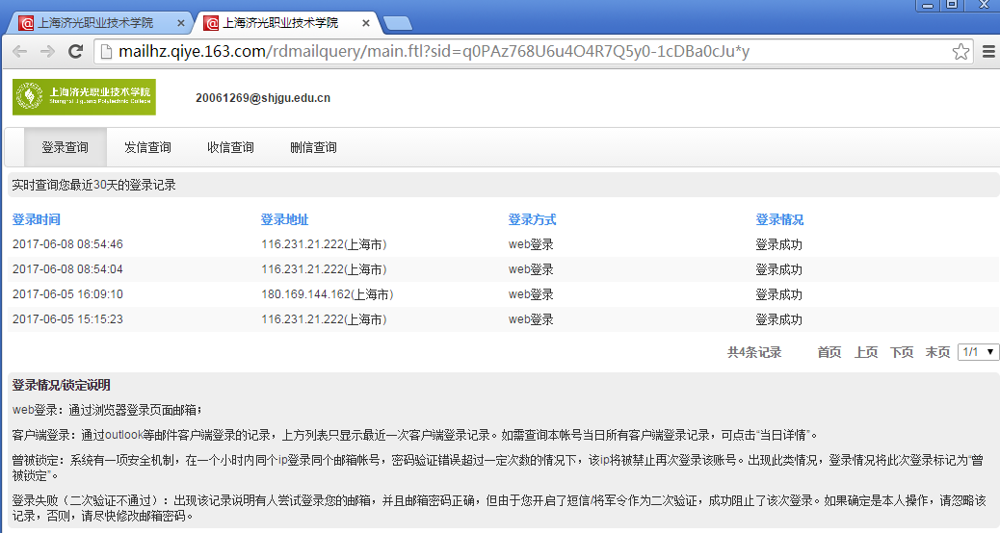 上海济光职业技术学院
上海济光职业技术学院
mailhz.qiye.163.com/rdmailquery/main.ftl?sid=q0PAz768U6u4O4R7Q5y0-1cDBa0cJu*y
上海济光职业技术学院
Shanghai Jiguang Polytechnic College
20061269@shjgu.edu.cn
登录查询 发信查询 收信查询 删信查询
实时查询您最近30天的登录记录
登录时间 登录地址 登录方式 登录情况
2017-06-08 08:54:46 116.231.21.222(上海市) web登录 登录成功
2017-06-08 08:54:04 116.231.21.222(上海市) web登录 登录成功
2017-06-05 16:09:10 180.169.144.162(上海市) web登录 登录成功
2017-06-05 15:15:23 116.231.21.222(上海市) web登录 登录成功
共4条记录 首页 上页 下页 末页 1/1
登录情况/锁定说明
web登录：通过浏览器登录页面邮箱；
客户端登录：通过outlook等邮件客户端登录的记录，上方列表只显示最近一次客户端登录记录。如需查询本帐号当日所有客户端登录记录，可点击“当日详情”。
曾被锁定：系统有一项安全机制，在一个小时内同个ip登录同个邮箱帐号，密码验证错误超过一定次数的情况下，该ip将被禁止再次登录该账号。出现此类情况，登录情况将此次登录标记为“曾
被锁定”。
登录失败（二次验证不通过）：出现该记录说明有人尝试登录您的邮箱，并且邮箱密码正确，但由于您开启了短信/将军令作为二次验证，成功阻止了该次登录。如果确定是本人操作，请忽略该
记录，否则，请尽快修改邮箱密码。